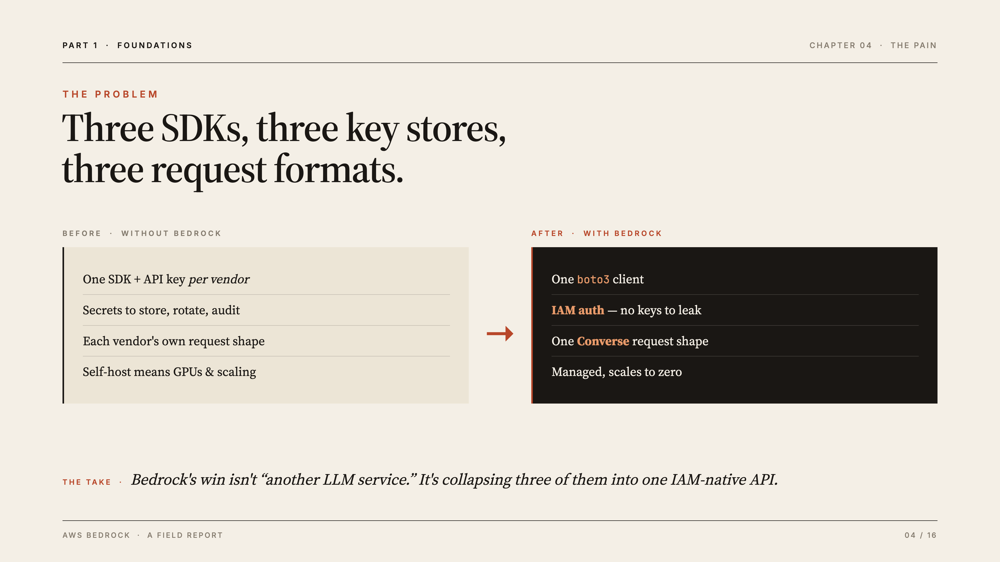 PART 1 · FOUNDATIONS
CHAPTER 04 · THE PAIN
THE PROBLEM
Three SDKs, three key stores,
three request formats.
BEFORE · WITHOUT BEDROCK
One SDK + API key per vendor
Secrets to store, rotate, audit
Each vendor's own request shape
Self-host means GPUs & scaling
AFTER · WITH BEDROCK
One boto3 client
IAM auth — no keys to leak
One Converse request shape
Managed, scales to zero
THE TAKE · Bedrock's win isn't “another LLM service.” It's collapsing three of them into one IAM-native API.
AWS BEDROCK · A FIELD REPORT
04 / 16